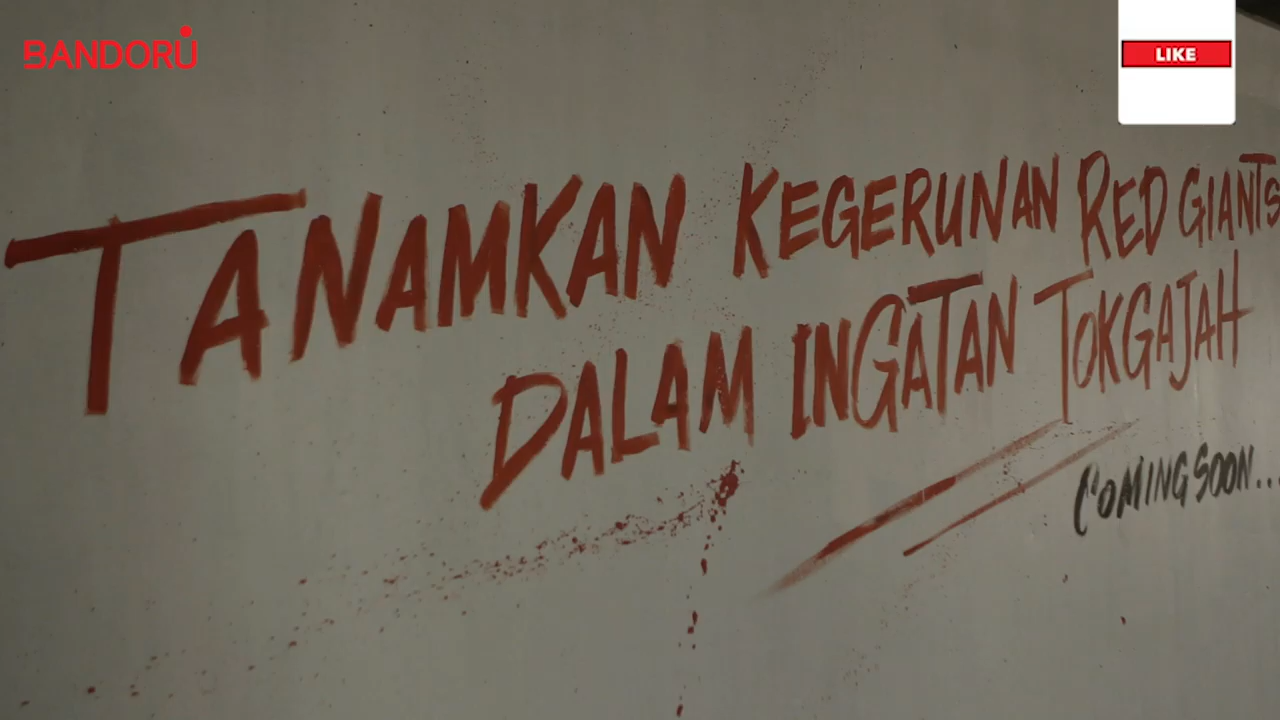 BANDORU
LIKE
TANAMKAN KEGERUNAN RED GIANTS
DALAM INGATAN TOKGAJAH
COMING SOON...